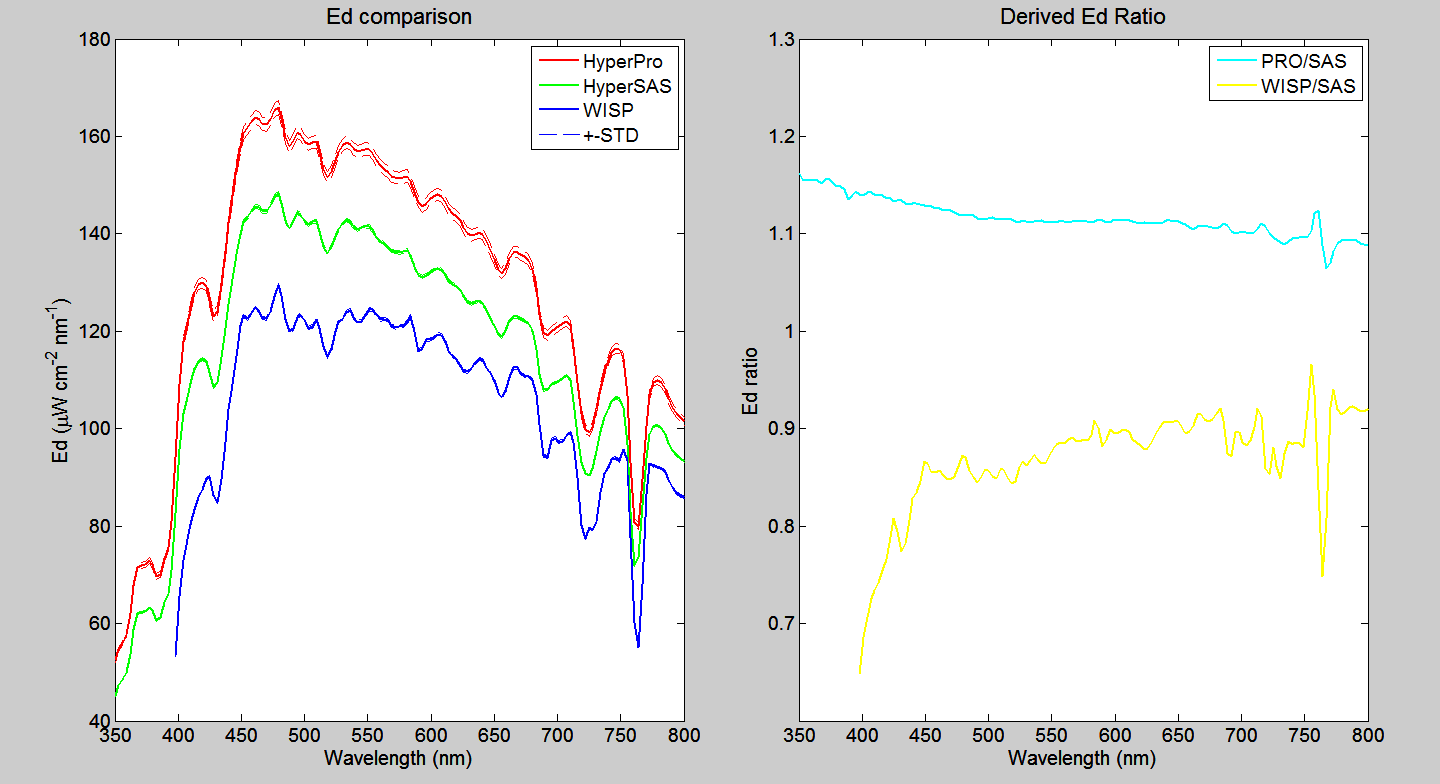 Ed comparison
180
160
140
120
100
80
60
40
350 400 450 500 550 600 650 700 750 800
Wavelength (nm)
Ed (μW cm-2 nm-1)
HyperPro
HyperSAS
WISP
+-STD
Derived Ed Ratio
1.3
1.2
1.1
1
0.9
0.8
0.7
350 400 450 500 550 600 650 700 750 800
Wavelength (nm)
Ed ratio
PRO/SAS
WISP/SAS